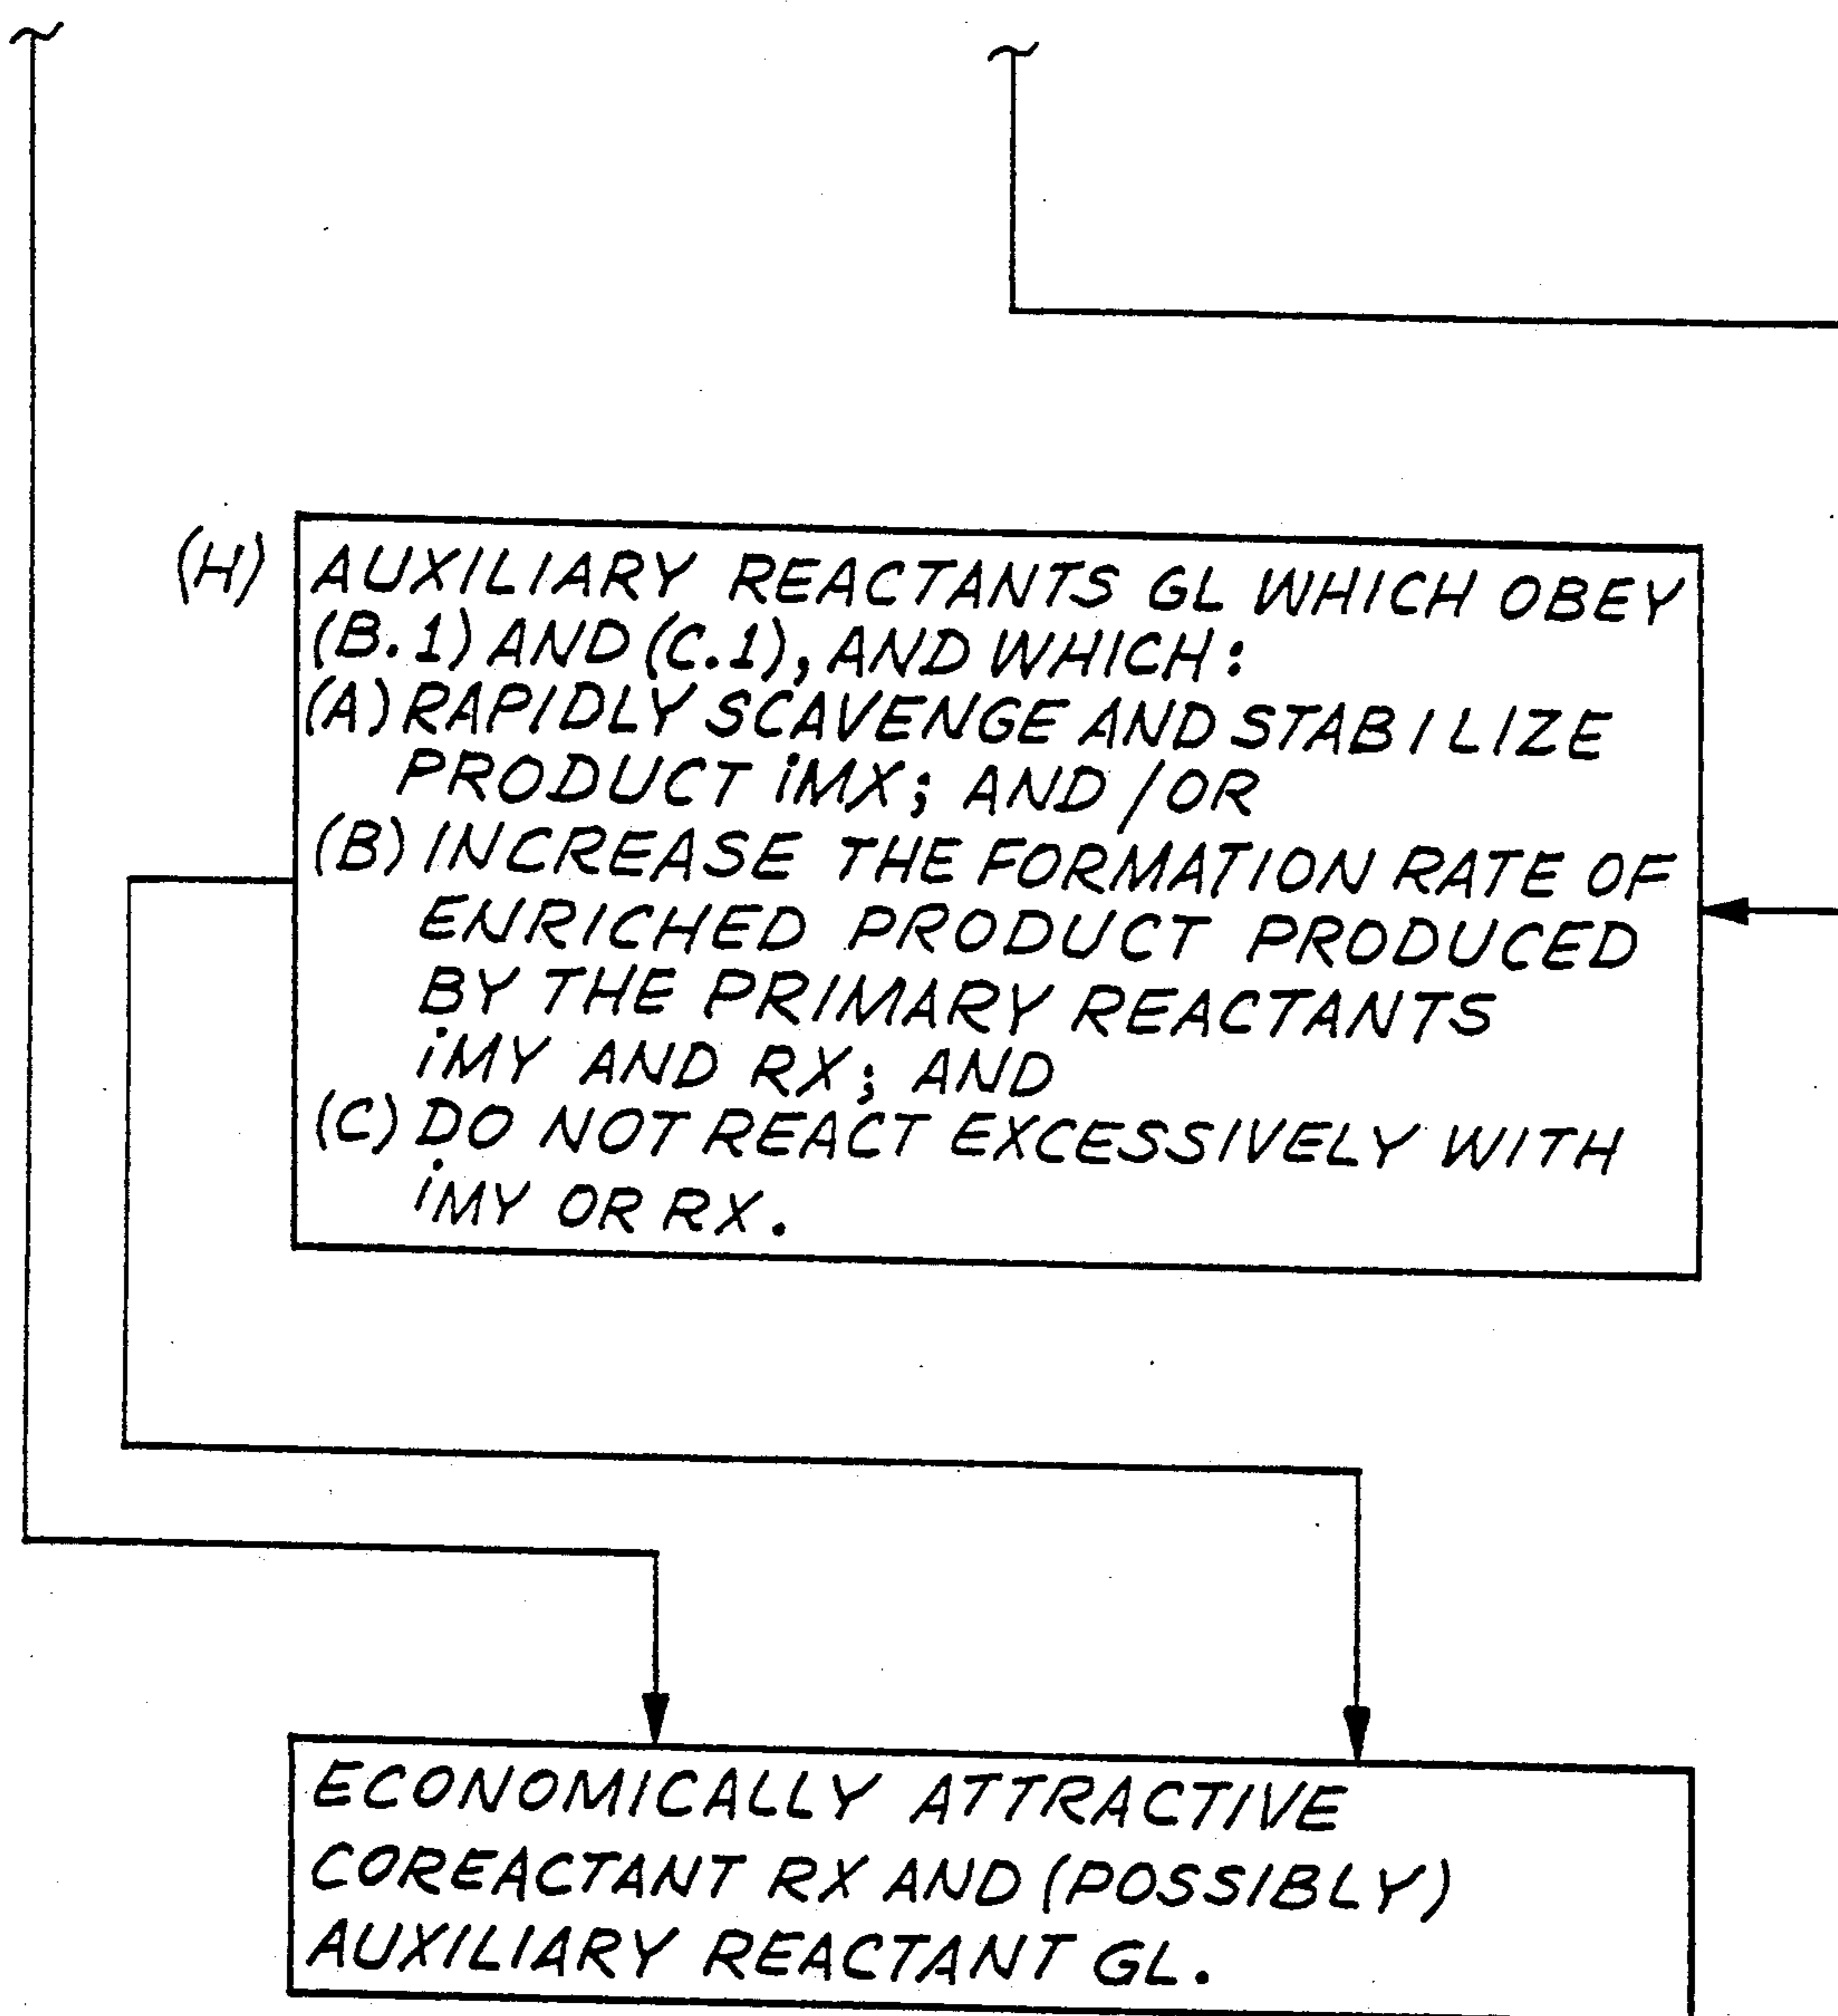 (H) AUXILIARY REACTANTS GL WHICH OBEY
(B.1) AND (C.1), AND WHICH:
(A) RAPIDLY SCAVENGE AND STABILIZE
PRODUCT iMX; AND/OR
(B) INCREASE THE FORMATION RATE OF
ENRICHED PRODUCT PRODUCED
BY THE PRIMARY REACTANTS
iMY AND RX; AND
(C) DO NOT REACT EXCESSIVELY WITH
iMY OR RX.
ECONOMICALLY ATTRACTIVE
COREACTANT RX AND (POSSIBLY)
AUXILIARY REACTANT GL.